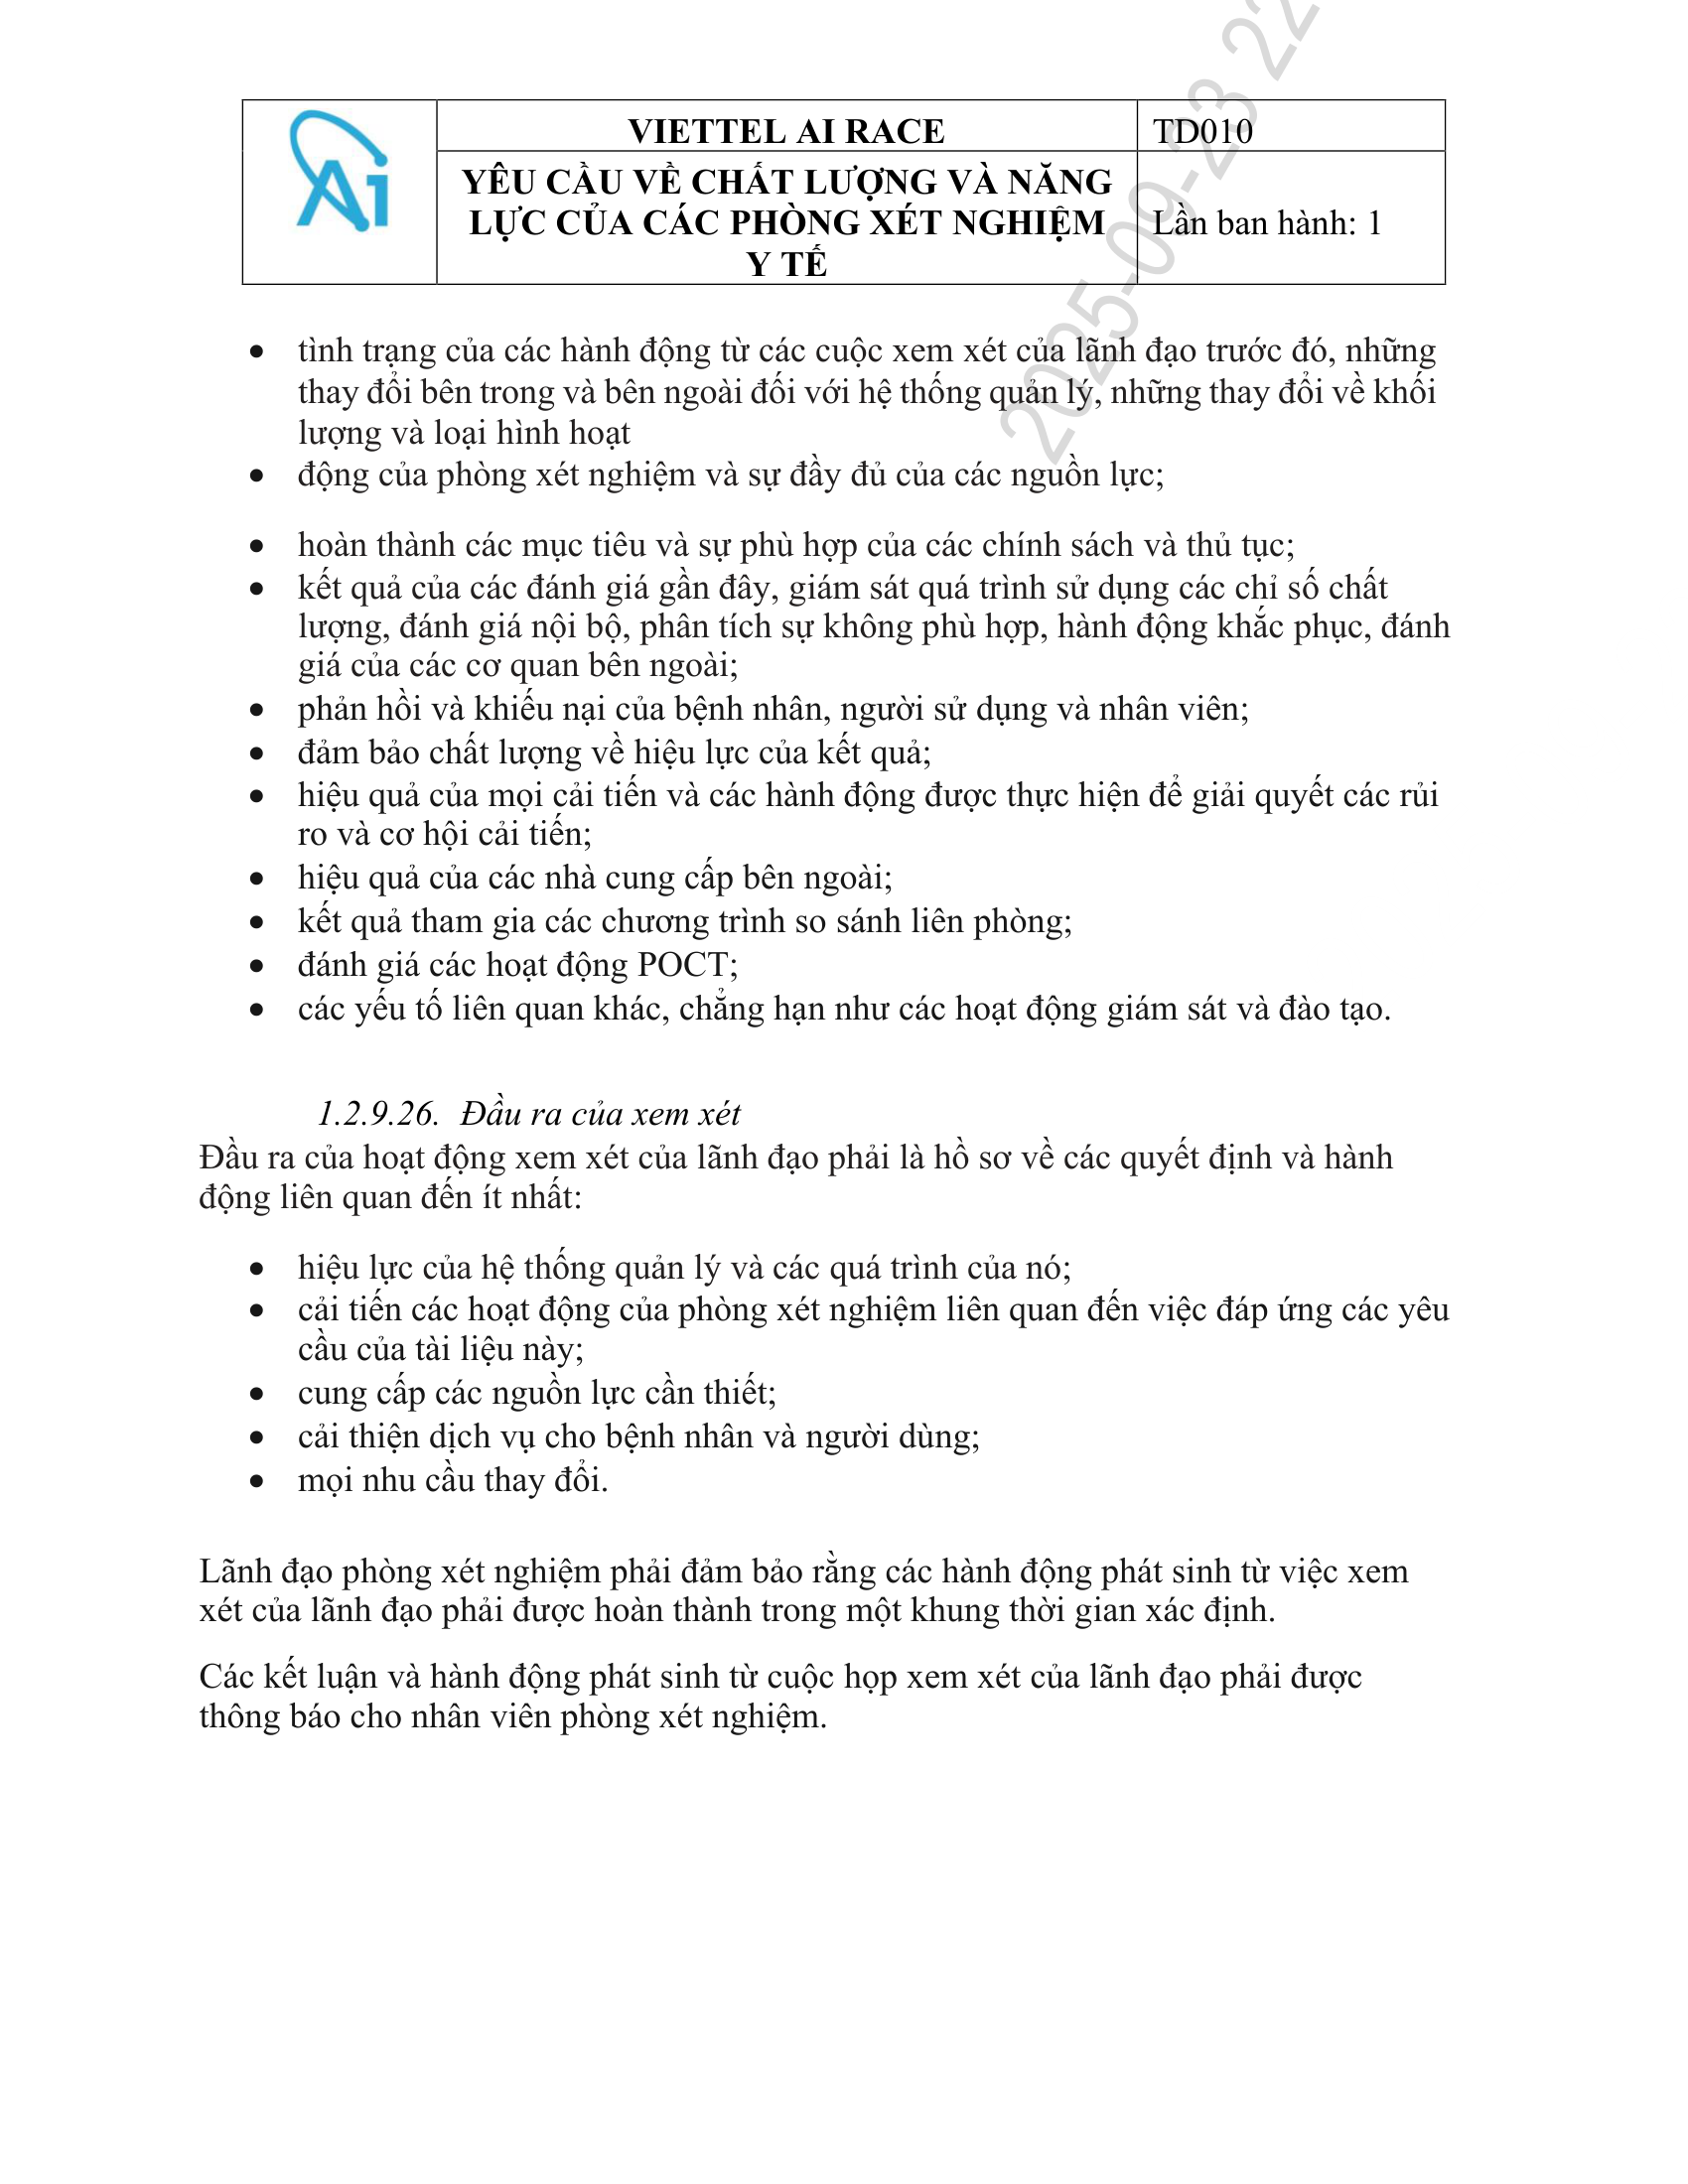 Ai
VIETTEL AI RACE
TD010
YÊU CẦU VỀ CHẤT LƯỢNG VÀ NĂNG
LỰC CỦA CÁC PHÒNG XÉT NGHIỆM
Y TẾ
Lần ban hành: 1
2025-09-23 22
• tình trạng của các hành động từ các cuộc xem xét của lãnh đạo trước đó, những
thay đổi bên trong và bên ngoài đối với hệ thống quản lý, những thay đổi về khối
lượng và loại hình hoạt
• động của phòng xét nghiệm và sự đầy đủ của các nguồn lực;
• hoàn thành các mục tiêu và sự phù hợp của các chính sách và thủ tục;
• kết quả của các đánh giá gần đây, giám sát quá trình sử dụng các chỉ số chất
lượng, đánh giá nội bộ, phân tích sự không phù hợp, hành động khắc phục, đánh
giá của các cơ quan bên ngoài;
• phản hồi và khiếu nại của bệnh nhân, người sử dụng và nhân viên;
• đảm bảo chất lượng về hiệu lực của kết quả;
• hiệu quả của mọi cải tiến và các hành động được thực hiện để giải quyết các rủi
ro và cơ hội cải tiến;
• hiệu quả của các nhà cung cấp bên ngoài;
• kết quả tham gia các chương trình so sánh liên phòng;
• đánh giá các hoạt động POCT;
• các yếu tố liên quan khác, chẳng hạn như các hoạt động giám sát và đào tạo.
1.2.9.26. Đầu ra của xem xét
Đầu ra của hoạt động xem xét của lãnh đạo phải là hồ sơ về các quyết định và hành
động liên quan đến ít nhất:
• hiệu lực của hệ thống quản lý và các quá trình của nó;
• cải tiến các hoạt động của phòng xét nghiệm liên quan đến việc đáp ứng các yêu
cầu của tài liệu này;
• cung cấp các nguồn lực cần thiết;
• cải thiện dịch vụ cho bệnh nhân và người dùng;
• mọi nhu cầu thay đổi.
Lãnh đạo phòng xét nghiệm phải đảm bảo rằng các hành động phát sinh từ việc xem
xét của lãnh đạo phải được hoàn thành trong một khung thời gian xác định.
Các kết luận và hành động phát sinh từ cuộc họp xem xét của lãnh đạo phải được
thông báo cho nhân viên phòng xét nghiệm.